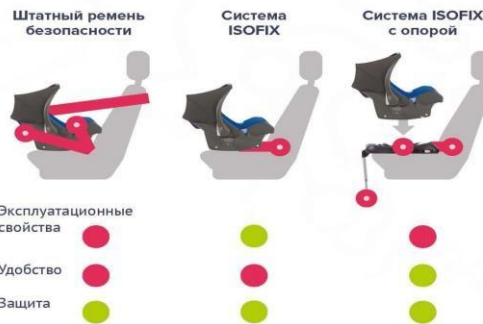 Штатный ремень
безопасности
Система
ISOFIX
Система ISOFIX
с опорой
Эксплуатационные
свойства
Удобство
Защита